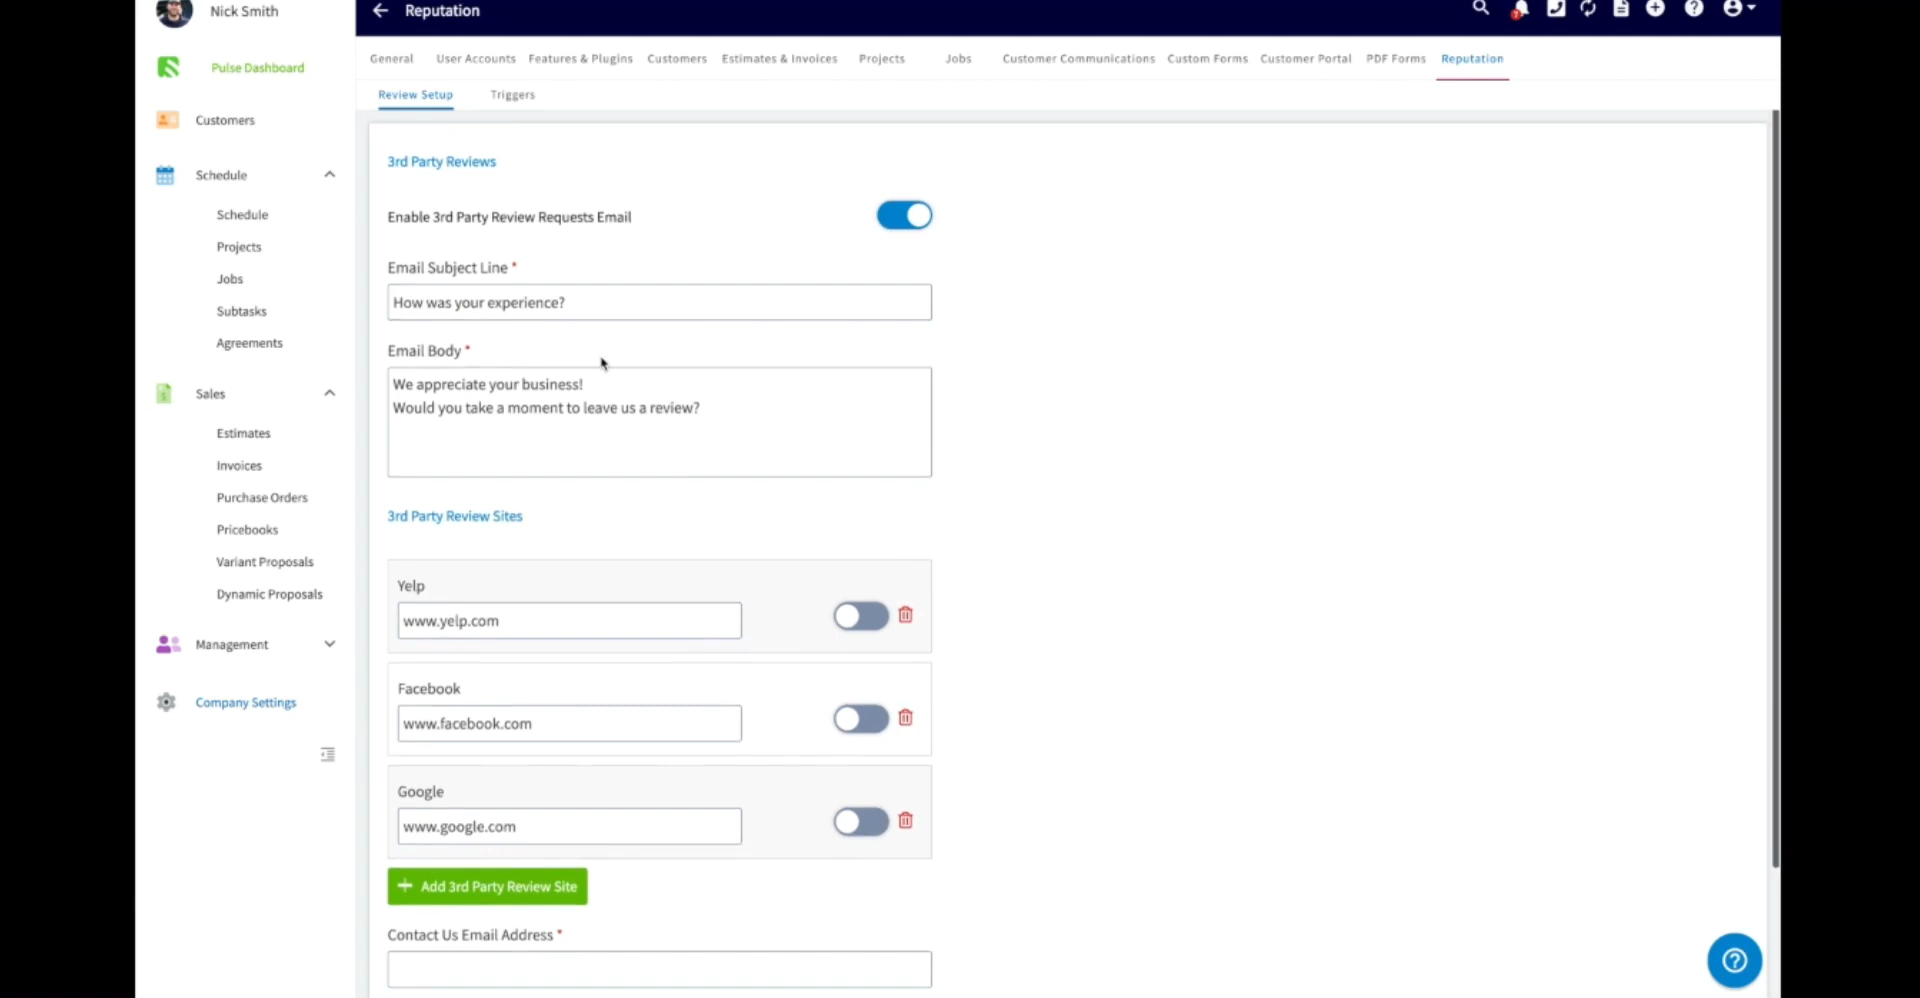 Nick Smith
Reputation
Pulse Dashboard
Customers
Schedule
Schedule
Projects
Jobs
Subtasks
Agreements
Sales
Estimates
Invoices
Purchase Orders
Pricebooks
Variant Proposals
Dynamic Proposals
Management
Company Settings
General User Accounts Features & Plugins Customers Estimates & Invoices Projects Jobs Customer Communications Custom Forms Customer Portal PDF Forms Reputation
Review Setup Triggers
3rd Party Reviews
Enable 3rd Party Review Requests Email
Email Subject Line *
How was your experience?
Email Body *
We appreciate your business!
Would you take a moment to leave us a review?
3rd Party Review Sites
Yelp
www.yelp.com
Facebook
www.facebook.com
Google
www.google.com
+ Add 3rd Party Review Site
Contact Us Email Address *